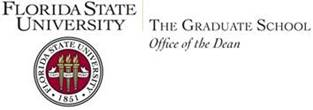 FLORIDA STATE
UNIVERSITY
THE GRADUATE SCHOOL
Office of the Dean
FLORIDA STATE UNIVERSITY
1851